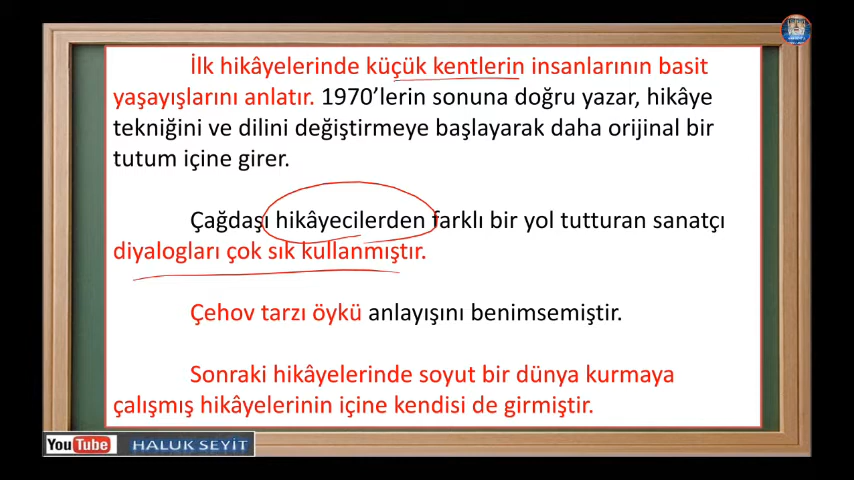 İlk hikâyelerinde küçük kentlerin insanlarının basit
yaşayışlarını anlatır. 1970’lerin sonuna doğru yazar, hikâye
tekniğini ve dilini değiştirmeye başlayarak daha orijinal bir
tutum içine girer.
Çağdaşı hikâyecilerden farklı bir yol tutturan sanatçı
diyalogları çok sık kullanmıştır.
Çehov tarzı öykü anlayışını benimsemiştir.
Sonraki hikâyelerinde soyut bir dünya kurmaya
çalışmış hikâyelerinin içine kendisi de girmiştir.
YouTube HALUK SEYİT